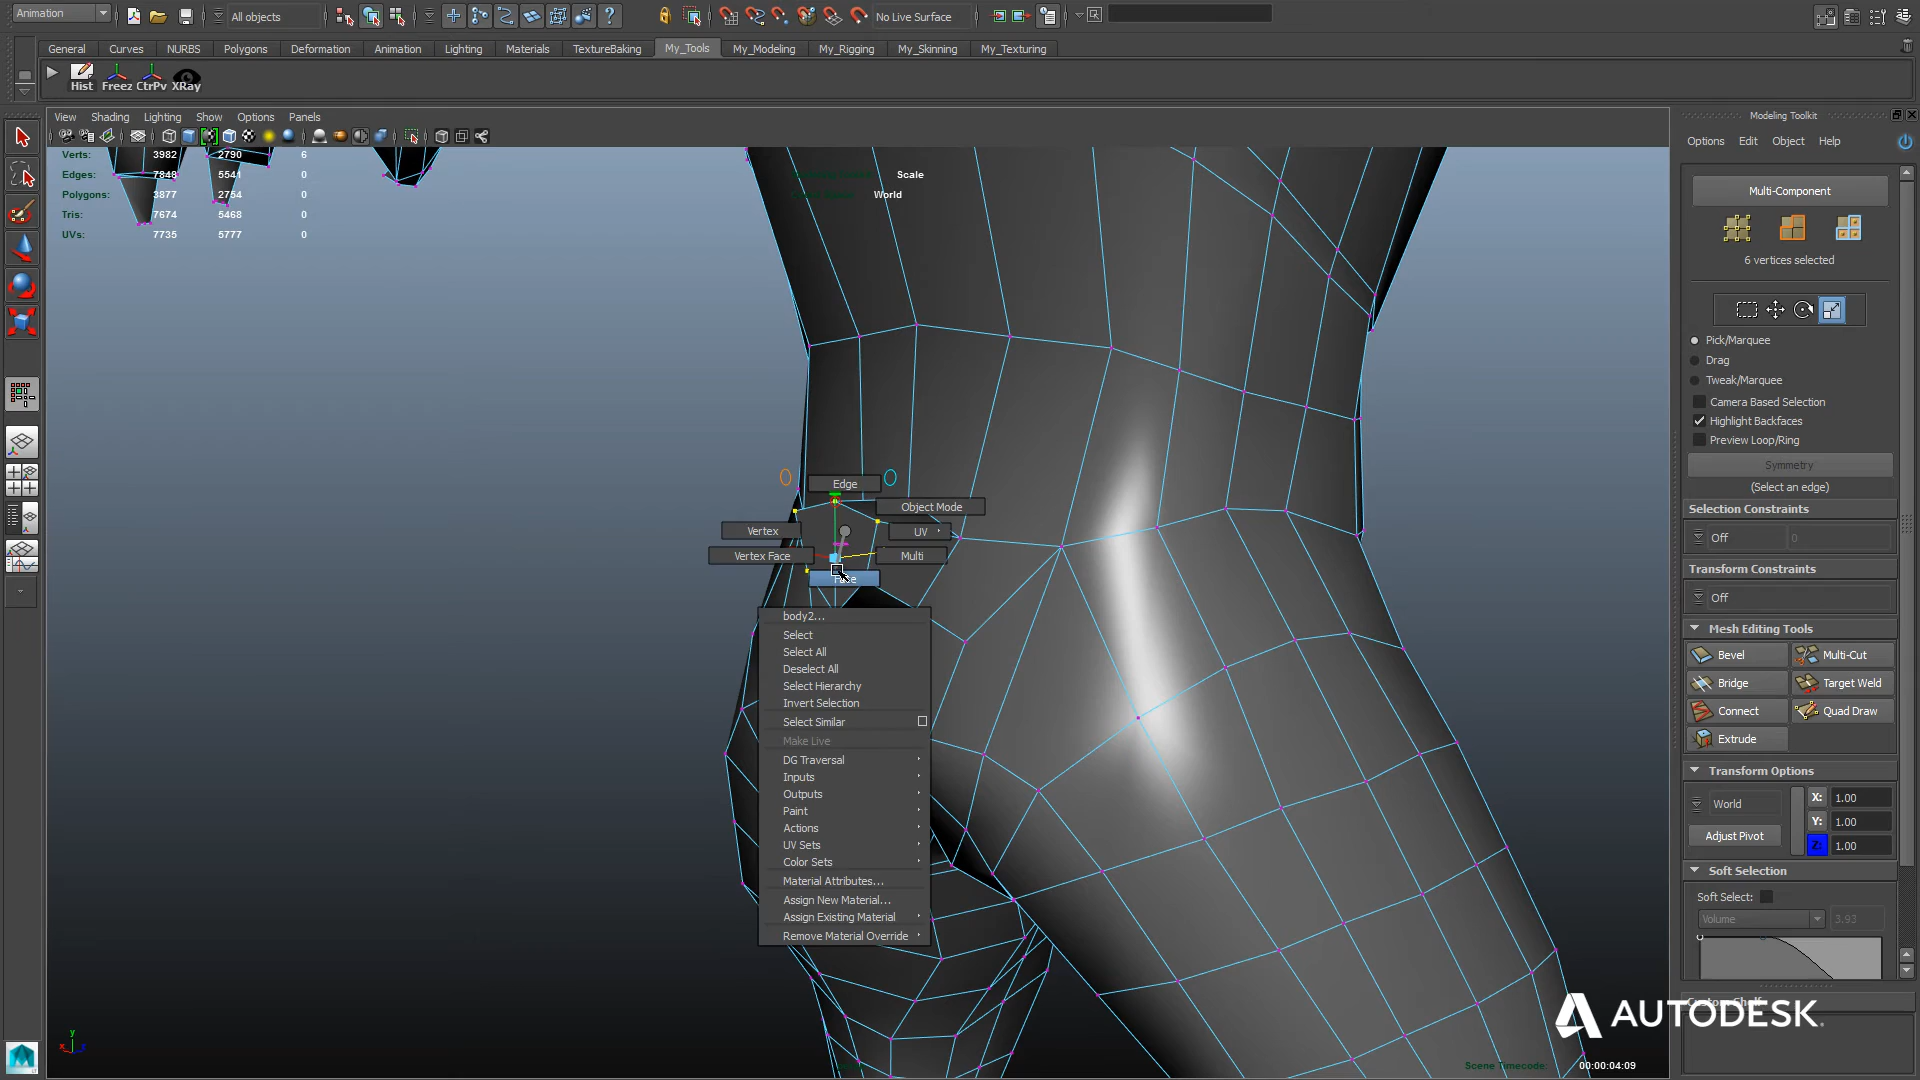 Animation
All objects
No Live Surface
General Curves NURBS Polygons Deformation Animation Lighting Materials TextureBaking My_Tools My_Modeling My_Rigging My_Skinning My_Texturing
Hist Freez CtrPv XRay
View Shading Lighting Show Options Panels
Verts: 3982 2790 6
Edges: 7848 5541 0
Polygons: 3877 2754 0
Tris: 7674 5468 0
UVs: 7735 5777 0
Scale
World
Edge
Object Mode
Vertex
UV
Vertex Face
Multi
Face
body2...
Select
Select All
Deselect All
Select Hierarchy
Invert Selection
Select Similar
Make Live
DG Traversal
Inputs
Outputs
Paint
Actions
UV Sets
Color Sets
Material Attributes...
Assign New Material...
Assign Existing Material
Remove Material Override
y
x
z
Scene Timecode: 00:00:04:09
Modeling Toolkit
Options Edit Object Help
Multi-Component
6 vertices selected
Pick/Marquee
Drag
Tweak/Marquee
Camera Based Selection
Highlight Backfaces
Preview Loop/Ring
Symmetry
(Select an edge)
Selection Constraints
Off 0
Transform Constraints
Off
Mesh Editing Tools
Bevel Multi-Cut
Bridge Target Weld
Connect Quad Draw
Extrude
Transform Options
World X: 1.00
Y: 1.00
Adjust Pivot Z: 1.00
Soft Selection
Soft Select:
Volume 3.93
Custom Shelf
AUTODESK.